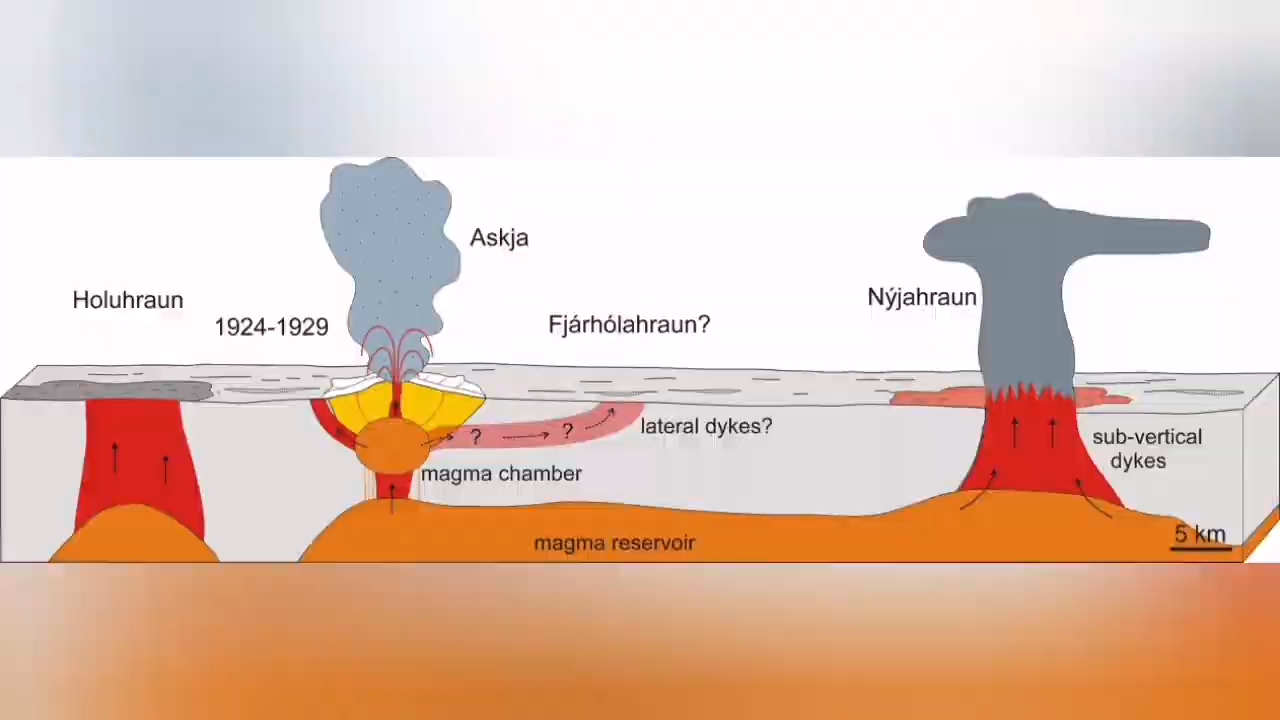 Askja
Holuhraun
1924-1929
Fjárhólahraun?
Nýjahraun
? ?
lateral dykes?
magma chamber
sub-vertical
dykes
magma reservoir
5 km